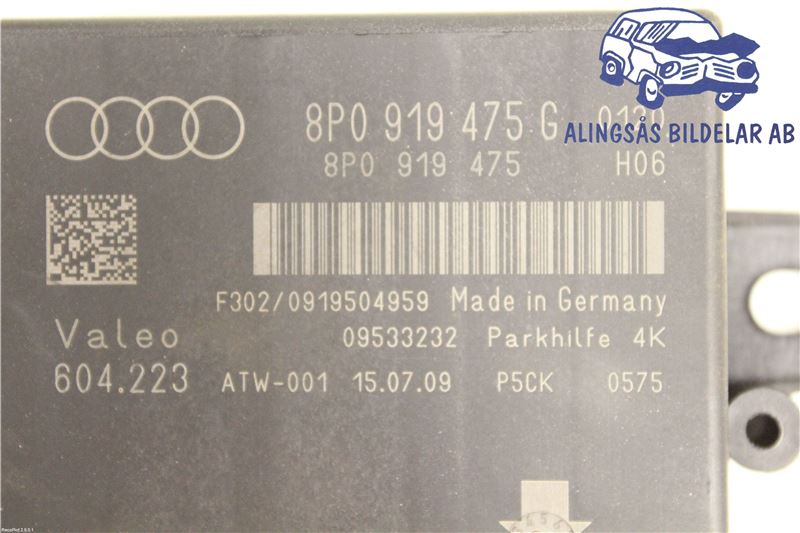 8P0 919 475 G
ALINGSÅS BILDELAR AB
8P0 919 475 H06
F302/0919504959 Made in Germany
Valeo 09533232 Parkhilfe 4K
604.223 ATW-001 15.07.09 P5CK 0575